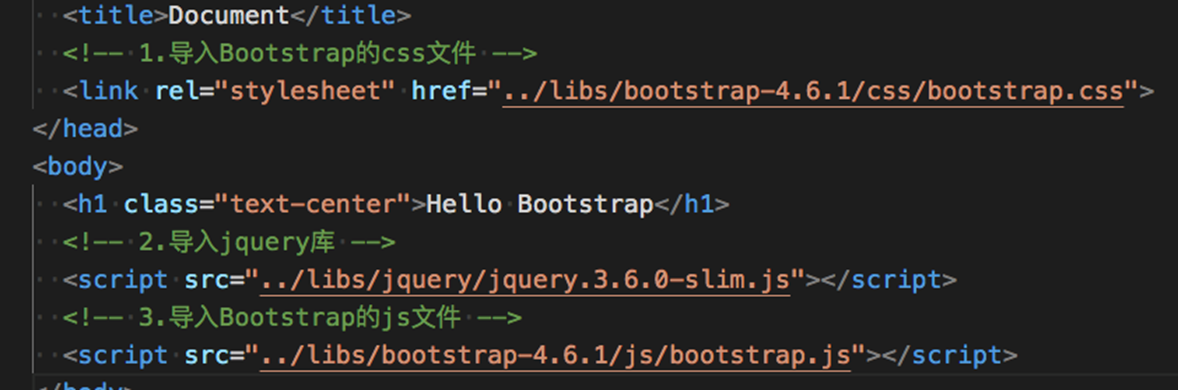 <title>Document</title>
<!-- 1.导入Bootstrap的css文件 -->
<link rel="stylesheet" href="../libs/bootstrap-4.6.1/css/bootstrap.css">
</head>
<body>
<h1 class="text-center">Hello Bootstrap</h1>
<!-- 2.导入jquery库 -->
<script src="../libs/jquery/jquery.3.6.0-slim.js"></script>
<!-- 3.导入Bootstrap的js文件 -->
<script src="../libs/bootstrap-4.6.1/js/bootstrap.js"></script>
</body>